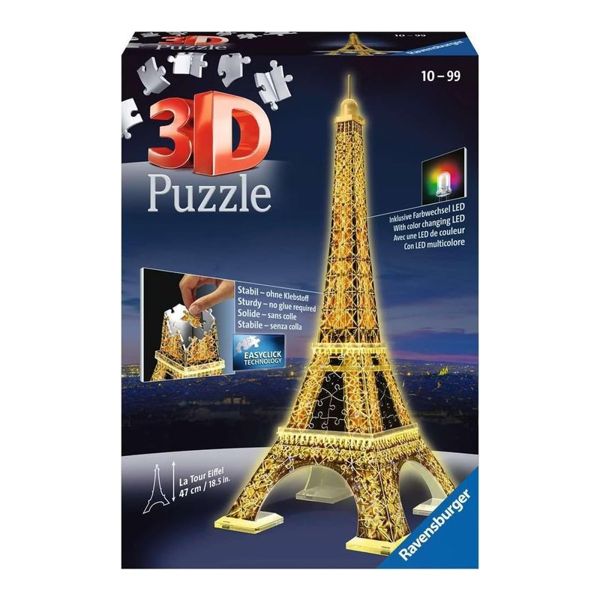 Ravensburger
10 – 99
3D
Puzzle
Inklusive Farbwechsel LED
With color changing LED
Avec une LED de couleur
Con LED multicolore
Stabil – ohne Klebstoff
Sturdy – no glue required
Solide – sans colle
Stabile – senza colla
EASYCLICK
TECHNOLOGY
La Tour Eiffel
47 cm / 18.5 in.
Ravensburger